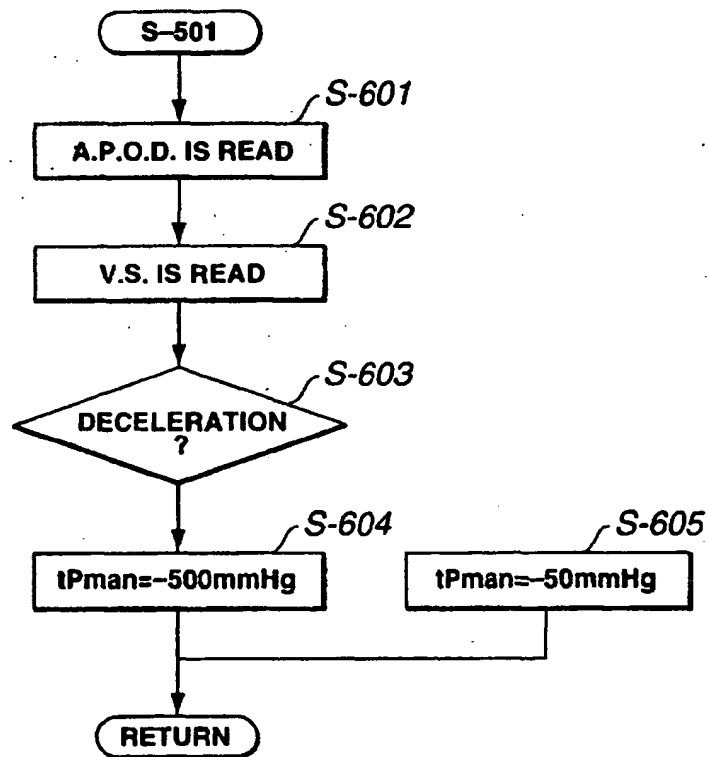 S-501
S-601
A.P.O.D. IS READ
S-602
V.S. IS READ
S-603
DECELERATION
?
S-604
tPman=-500mmHg
S-605
tPman=-50mmHg
RETURN